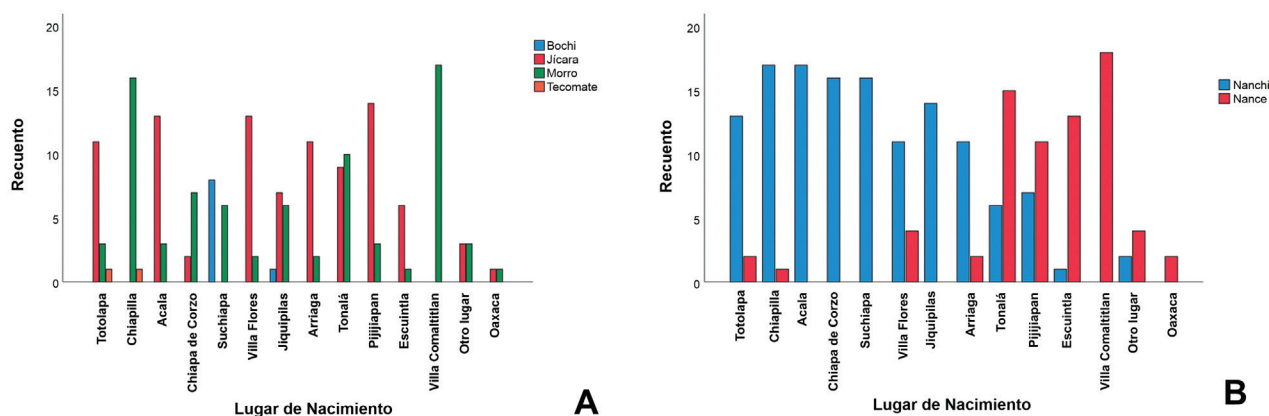 20
15
10
5
0
Recuento
Bochi
Jícara
Morro
Tecomate
Totolapa
Chiapilla
Acala
Chiapa de Corzo
Suchiapa
Villa Flores
Jiquipilas
Arriaga
Tonalá
Pijijiapan
Escuintla
Villa Comaltitlan
Otro lugar
Oaxaca
Lugar de Nacimiento
A
20
15
10
5
0
Recuento
Nanchi
Nance
Totolapa
Chiapilla
Acala
Chiapa de Corzo
Suchiapa
Villa Flores
Jiquipilas
Arriaga
Tonalá
Pijijiapan
Escuintla
Villa Comaltitlan
Otro lugar
Oaxaca
Lugar de Nacimiento
B